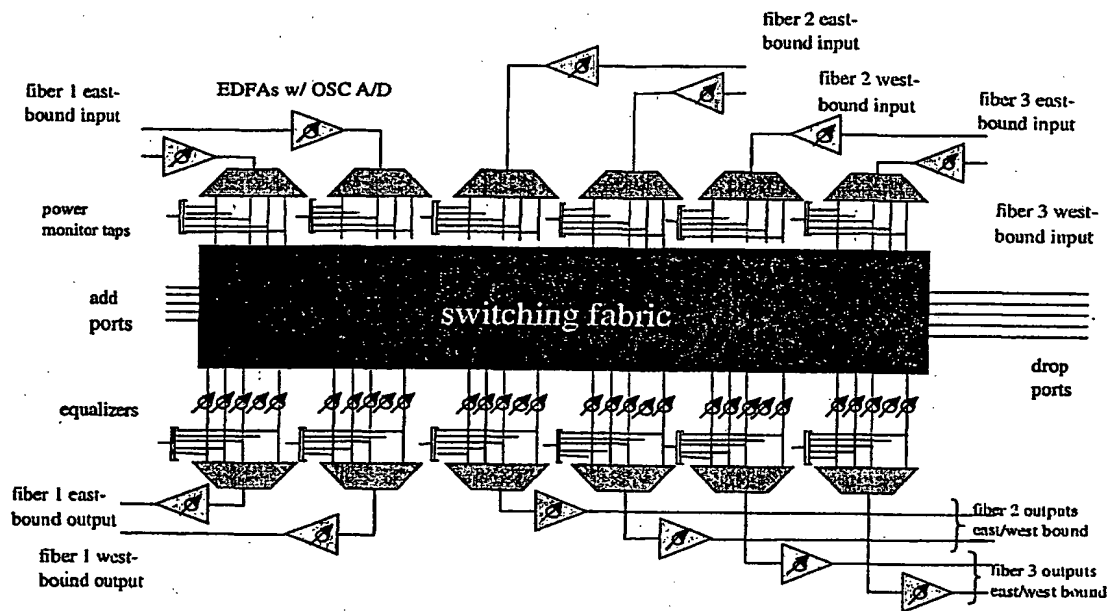 fiber 2 east-
bound input
fiber 1 east-
bound input
EDFAs w/ OSC A/D
fiber 2 west-
bound input
fiber 3 east-
bound input
power
monitor taps
fiber 3 west-
bound input
add
ports
switching fabric
drop
ports
equalizers
fiber 1 east-
bound output
fiber 1 west-
bound output
fiber 2 outputs
east/west bound
fiber 3 outputs
east/west bound